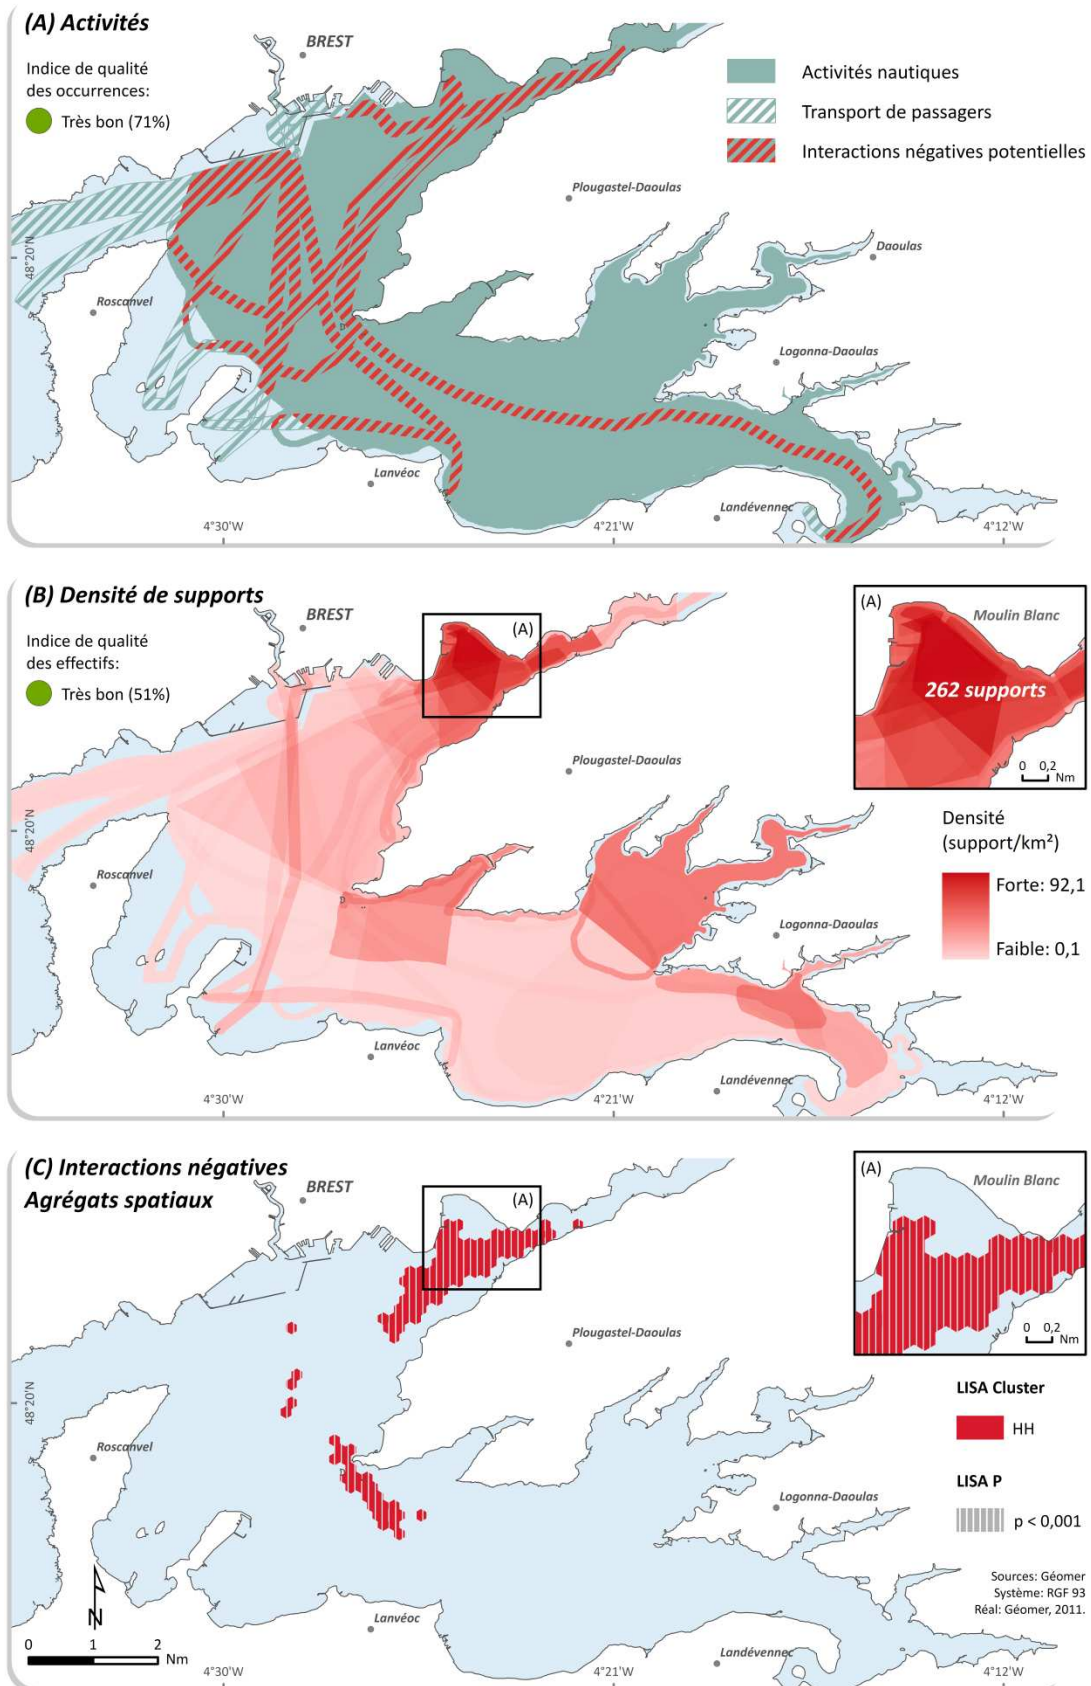 (A) Activités
BREST
Indice de qualité
des occurrences:
Très bon (71%)
Activités nautiques
Transport de passagers
Interactions négatives potentielles
Plougastel-Daoulas
Daoulas
48°20'N
Roscanvel
Logonna-Daoulas
Lanvéoc
Landévennec
4°30'W
4°21'W
4°12'W
(B) Densité de supports
BREST
Indice de qualité
des effectifs:
Très bon (51%)
(A)
(A)
Moulin Blanc
262 supports
0 0,2
Nm
Plougastel-Daoulas
48°20'N
Densité
(support/km²)
Forte: 92,1
Faible: 0,1
Roscanvel
Logonna-Daoulas
Lanvéoc
Landévennec
4°30'W
4°21'W
4°12'W
(C) Interactions négatives
Agrégats spatiaux
BREST
(A)
(A)
Moulin Blanc
0 0,2
Nm
Plougastel-Daoulas
48°20'N
LISA Cluster
HH
Roscanvel
LISA P
p < 0,001
Logonna-Daoulas
Sources: Géomer
Système: RGF 93
Réal: Géomer, 2011.
N
Lanvéoc
0 1 2
Nm
Landévennec
4°30'W
4°21'W
4°12'W